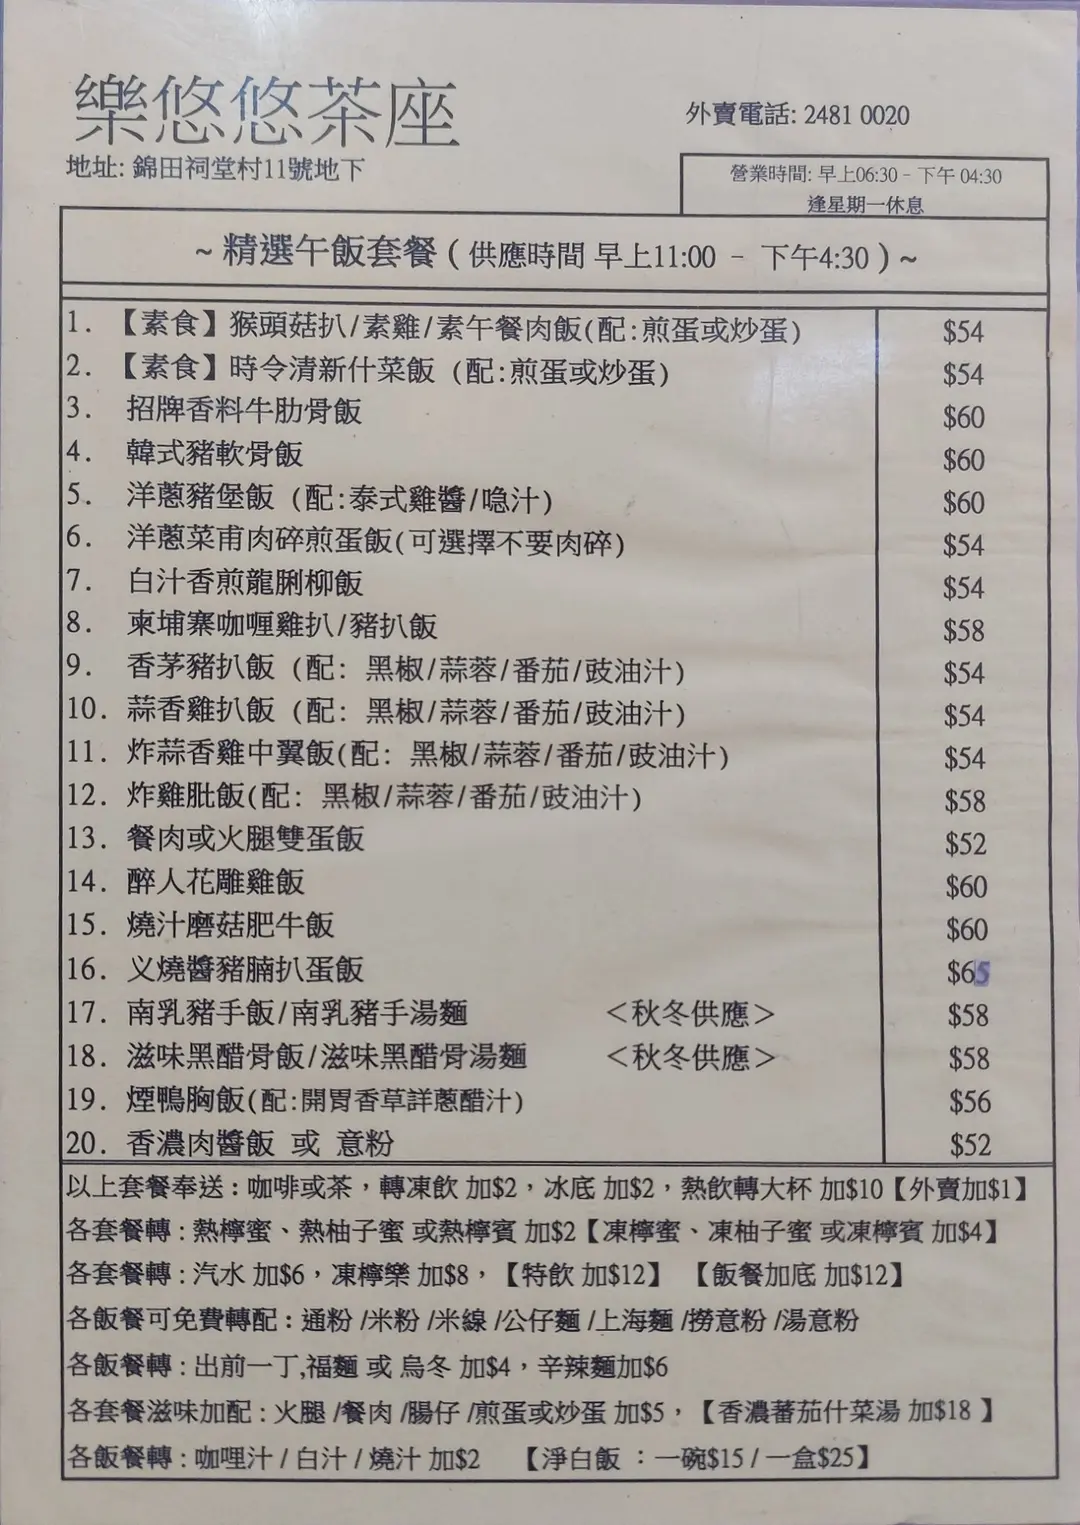 樂悠悠茶座
外賣電話: 2481 0020
地址: 錦田祠堂村11號地下
營業時間: 早上06:30 - 下午 04:30
逢星期一休息
~ 精選午飯套餐 ( 供應時間 早上11:00 - 下午4:30 ) ~
1. 【素食】猴頭菇扒/素雞/素午餐肉飯(配:煎蛋或炒蛋) $54
2. 【素食】時令清新什菜飯 (配:煎蛋或炒蛋) $54
3. 招牌香料牛肋骨飯 $60
4. 韓式豬軟骨飯 $60
5. 洋蔥豬堡飯 (配:泰式雞醬/喼汁) $60
6. 洋蔥菜甫肉碎煎蛋飯(可選擇不要肉碎) $54
7. 白汁香煎龍脷柳飯 $54
8. 柬埔寨咖喱雞扒/豬扒飯 $58
9. 香茅豬扒飯 (配: 黑椒/蒜蓉/番茄/豉油汁) $54
10. 蒜香雞扒飯 (配: 黑椒/蒜蓉/番茄/豉油汁) $54
11. 炸蒜香雞中翼飯(配: 黑椒/蒜蓉/番茄/豉油汁) $54
12. 炸雞肶飯(配: 黑椒/蒜蓉/番茄/豉油汁) $58
13. 餐肉或火腿雙蛋飯 $52
14. 醉人花雕雞飯 $60
15. 燒汁磨菇肥牛飯 $60
16. 义燒醬豬腩扒蛋飯 $65
17. 南乳豬手飯/南乳豬手湯麵 <秋冬供應> $58
18. 滋味黑醋骨飯/滋味黑醋骨湯麵 <秋冬供應> $58
19. 煙鴨胸飯(配:開胃香草詳蔥醋汁) $56
20. 香濃肉醬飯 或 意粉 $52
以上套餐奉送 : 咖啡或茶，轉凍飲 加$2，冰底 加$2，熱飲轉大杯 加$10【外賣加$1】
各套餐轉 : 熱檸蜜、熱柚子蜜 或熱檸賓 加$2【凍檸蜜、凍柚子蜜 或凍檸賓 加$4】
各套餐轉 : 汽水 加$6，凍檸樂 加$8，【特飲 加$12】 【飯餐加底 加$12】
各飯餐可免費轉配 : 通粉 /米粉 /米線 /公仔麵 /上海麵 /撈意粉 /湯意粉
各飯餐轉 : 出前一丁,福麵 或 烏冬 加$4，辛辣麵加$6
各套餐滋味加配 : 火腿 /餐肉 /腸仔 /煎蛋或炒蛋 加$5，【香濃蕃茄什菜湯 加$18 】
各飯餐轉 : 咖哩汁 / 白汁 / 燒汁 加$2 【淨白飯 : 一碗$15 / 一盒$25】